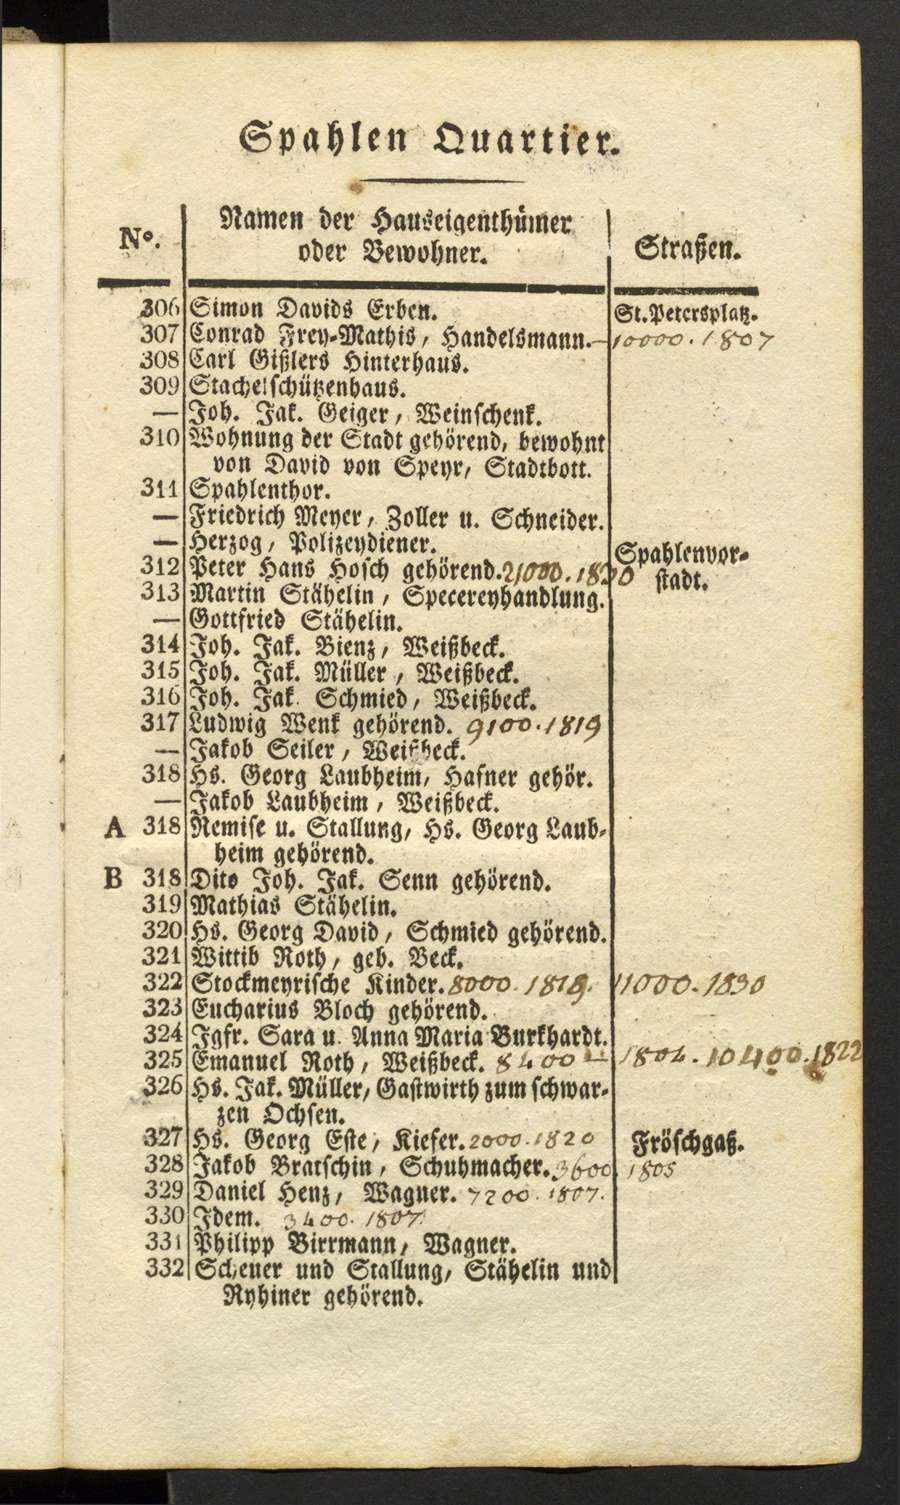 Spahlen Quartier.
Nº.
Namen der Hauseigenthümer
oder Bewohner.
Straßen.
306 Simon Davids Erben. St. Petersplatz.
307 Conrad Frey-Mathis, Handelsmann. — 10000. 1807
308 Carl Gißlers Hinterhaus.
309 Stachelschützenhaus.
— Joh. Jak. Geiger, Weinschenk.
310 Wohnung der Stadt gehörend, bewohnt
von David von Speyr, Stadtbott.
311 Spahlenthor.
— Friedrich Meyer, Zoller u. Schneider.
— Herzog, Polizeydiener.
Spahlenvor-
stadt.
312 Peter Hans Hosch gehörend. 21000. 1820
313 Martin Stähelin, Specereyhandlung.
— Gottfried Stähelin.
314 Joh. Jak. Bienz, Weißbeck.
315 Joh. Jak. Müller, Weißbeck.
316 Joh. Jak. Schmied, Weißbeck.
317 Ludwig Wenk gehörend. 9100. 1819
— Jakob Seiler, Weißbeck.
318 Hs. Georg Laubheim, Hafner gehör.
— Jakob Laubheim, Weißbeck.
A 318 Remise u. Stallung, Hs. Georg Laub-
heim gehörend.
B 318 Dito Joh. Jak. Senn gehörend.
319 Mathias Stähelin.
320 Hs. Georg David, Schmied gehörend.
321 Wittib Roth, geb. Beck.
322 Stockmeyrische Kinder. 8000. 1819. 11000. 1830
323 Eucharius Bloch gehörend.
324 Jgfr. Sara u. Anna Maria Burkhardt.
325 Emanuel Roth, Weißbeck. 8400 — 1804. 10400. 1822
326 Hs. Jak. Müller, Gastwirth zum schwar-
zen Ochsen.
327 Hs. Georg Este, Kiefer. 2000. 1820 Fröschgaß.
328 Jakob Bratschin, Schuhmacher. 3600. 1805
329 Daniel Henz, Wagner. 7200. 1807.
330 Idem. 3400. 1807.
331 Philipp Birrmann, Wagner.
332 Scheuer und Stallung, Stähelin und
Ryhiner gehörend.